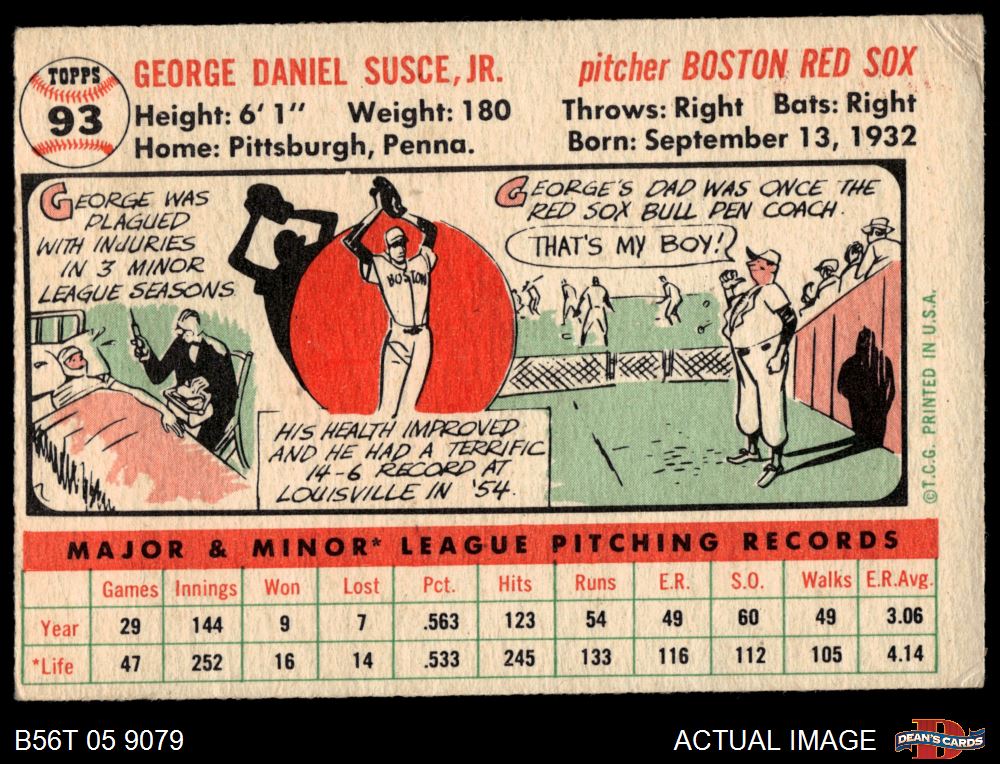 TOPPS
93
GEORGE DANIEL SUSCE, JR.
pitcher BOSTON RED SOX
Height: 6' 1" Weight: 180
Throws: Right Bats: Right
Home: Pittsburgh, Penna.
Born: September 13, 1932
GEORGE WAS
PLAGUED
WITH INJURIES
IN 3 MINOR
LEAGUE SEASONS
BOSTON
HIS HEALTH IMPROVED
AND HE HAD A TERRIFIC
14-6 RECORD AT
LOUISVILLE IN '54.
GEORGE'S DAD WAS ONCE THE
RED SOX BULL PEN COACH.
THAT'S MY BOY!
©T.C.G. PRINTED IN U.S.A.
MAJOR & MINOR* LEAGUE PITCHING RECORDS
Games Innings Won Lost Pct. Hits Runs E.R. S.O. Walks E.R.Avg.
Year 29 144 9 7 .563 123 54 49 60 49 3.06
*Life 47 252 16 14 .533 245 133 116 112 105 4.14
B56T 05 9079
ACTUAL IMAGE
DEAN'S CARDS